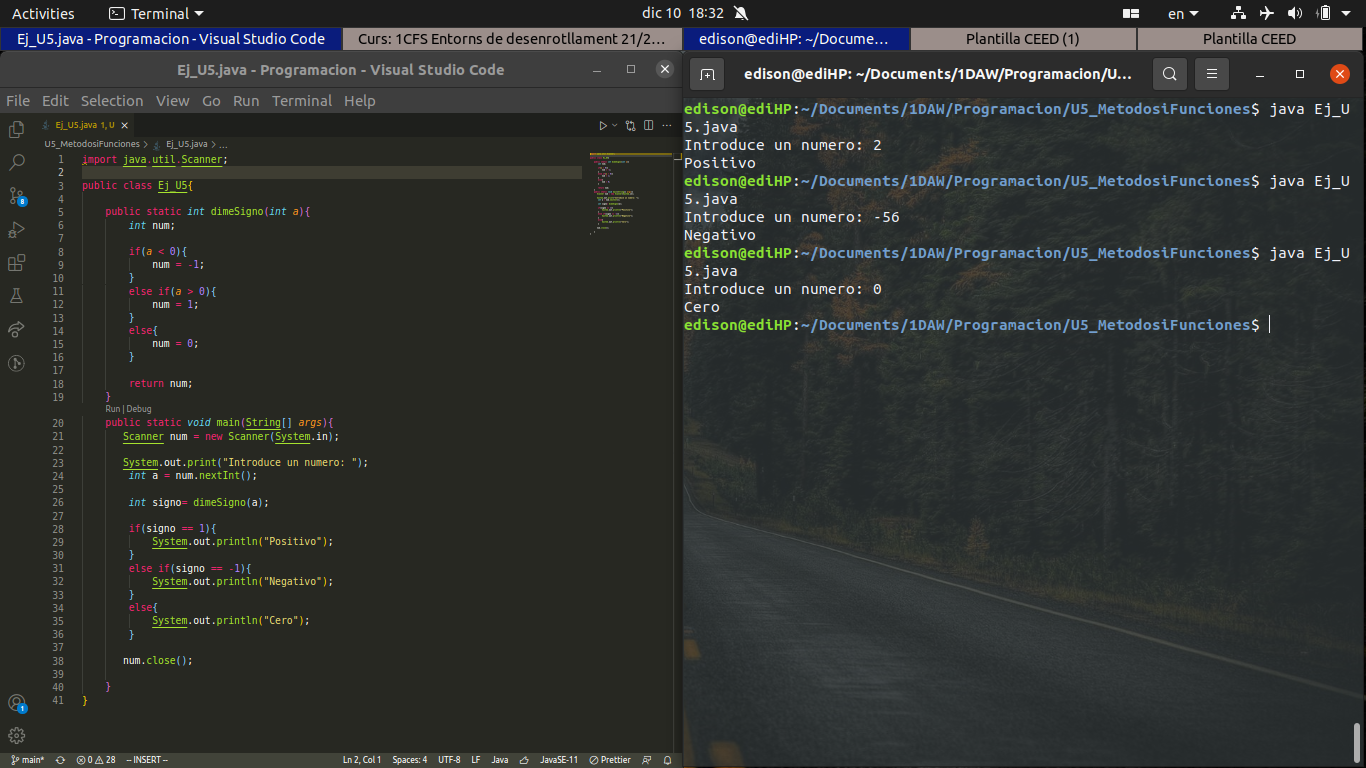 Activities Terminal dic 10 18:32 en
Ej_U5.java - Programacion - Visual Studio Code
Curs: 1CFS Entorns de desenrotllament 21/2…
edison@ediHP: ~/Docume…
Plantilla CEED (1)
Plantilla CEED
Ej_U5.java - Programacion - Visual Studio Code
File Edit Selection View Go Run Terminal Help
Ej_U5.java 1, U
U5_MetodosiFunciones > Ej_U5.java > ...
1 import java.util.Scanner;
2
3 public class Ej_U5{
4
5 public static int dimeSigno(int a){
6 int num;
7
8 if(a < 0){
9 num = -1;
10 }
11 else if(a > 0){
12 num = 1;
13 }
14 else{
15 num = 0;
16 }
17
18 return num;
19 }
Run | Debug
20 public static void main(String[] args){
21 Scanner num = new Scanner(System.in);
22
23 System.out.print("Introduce un numero: ");
24 int a = num.nextInt();
25
26 int signo= dimeSigno(a);
27
28 if(signo == 1){
29 System.out.println("Positivo");
30 }
31 else if(signo == -1){
32 System.out.println("Negativo");
33 }
34 else{
35 System.out.println("Cero");
36 }
37
38 num.close();
39
40 }
41 }
8
1
main* 0 28 -- INSERT -- Ln 2, Col 1 Spaces: 4 UTF-8 LF Java JavaSE-11 Prettier
edison@ediHP: ~/Documents/1DAW/Programacion/U…
edison@ediHP:~/Documents/1DAW/Programacion/U5_MetodosiFunciones$ java Ej_U
5.java
Introduce un numero: 2
Positivo
edison@ediHP:~/Documents/1DAW/Programacion/U5_MetodosiFunciones$ java Ej_U
5.java
Introduce un numero: -56
Negativo
edison@ediHP:~/Documents/1DAW/Programacion/U5_MetodosiFunciones$ java Ej_U
5.java
Introduce un numero: 0
Cero
edison@ediHP:~/Documents/1DAW/Programacion/U5_MetodosiFunciones$